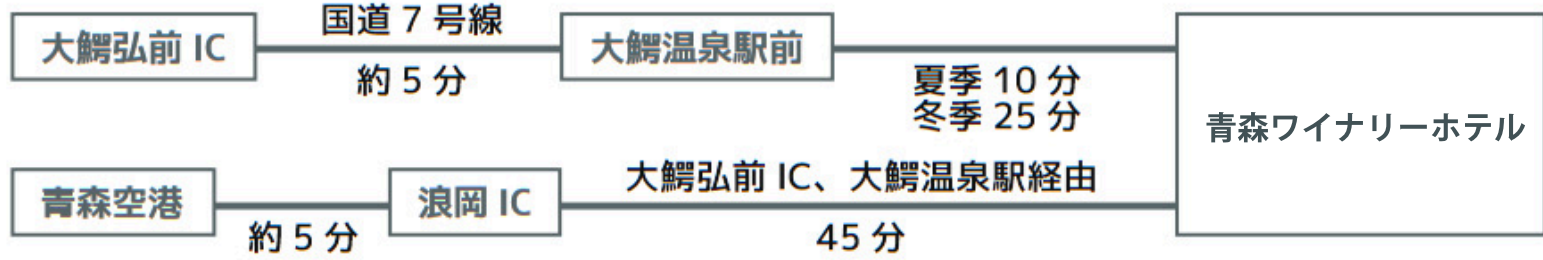 国道 7 号線
大鰐弘前 IC
大鰐温泉駅前
約 5 分
夏季 10 分
冬季 25 分
青森ワイナリーホテル
大鰐弘前 IC、大鰐温泉駅経由
青森空港
浪岡 IC
約 5 分
45 分